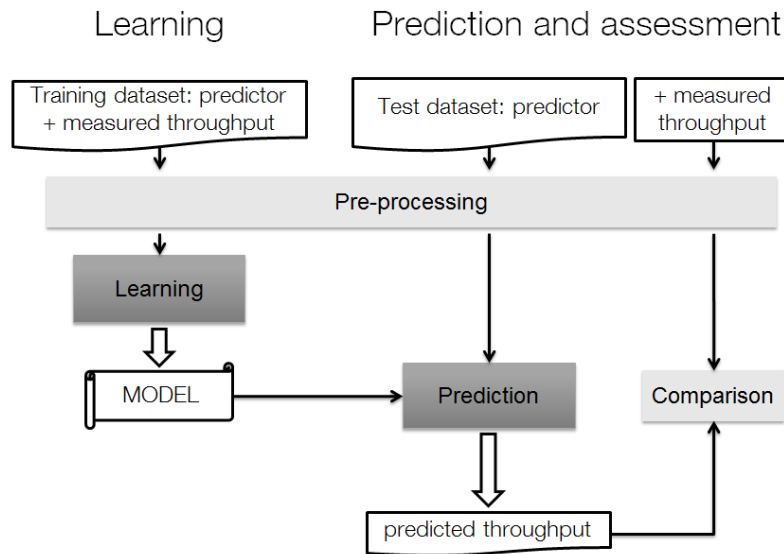 Learning
Prediction and assessment
Training dataset: predictor
+ measured throughput
Test dataset: predictor
+ measured
throughput
Pre-processing
Learning
MODEL
Prediction
Comparison
predicted throughput